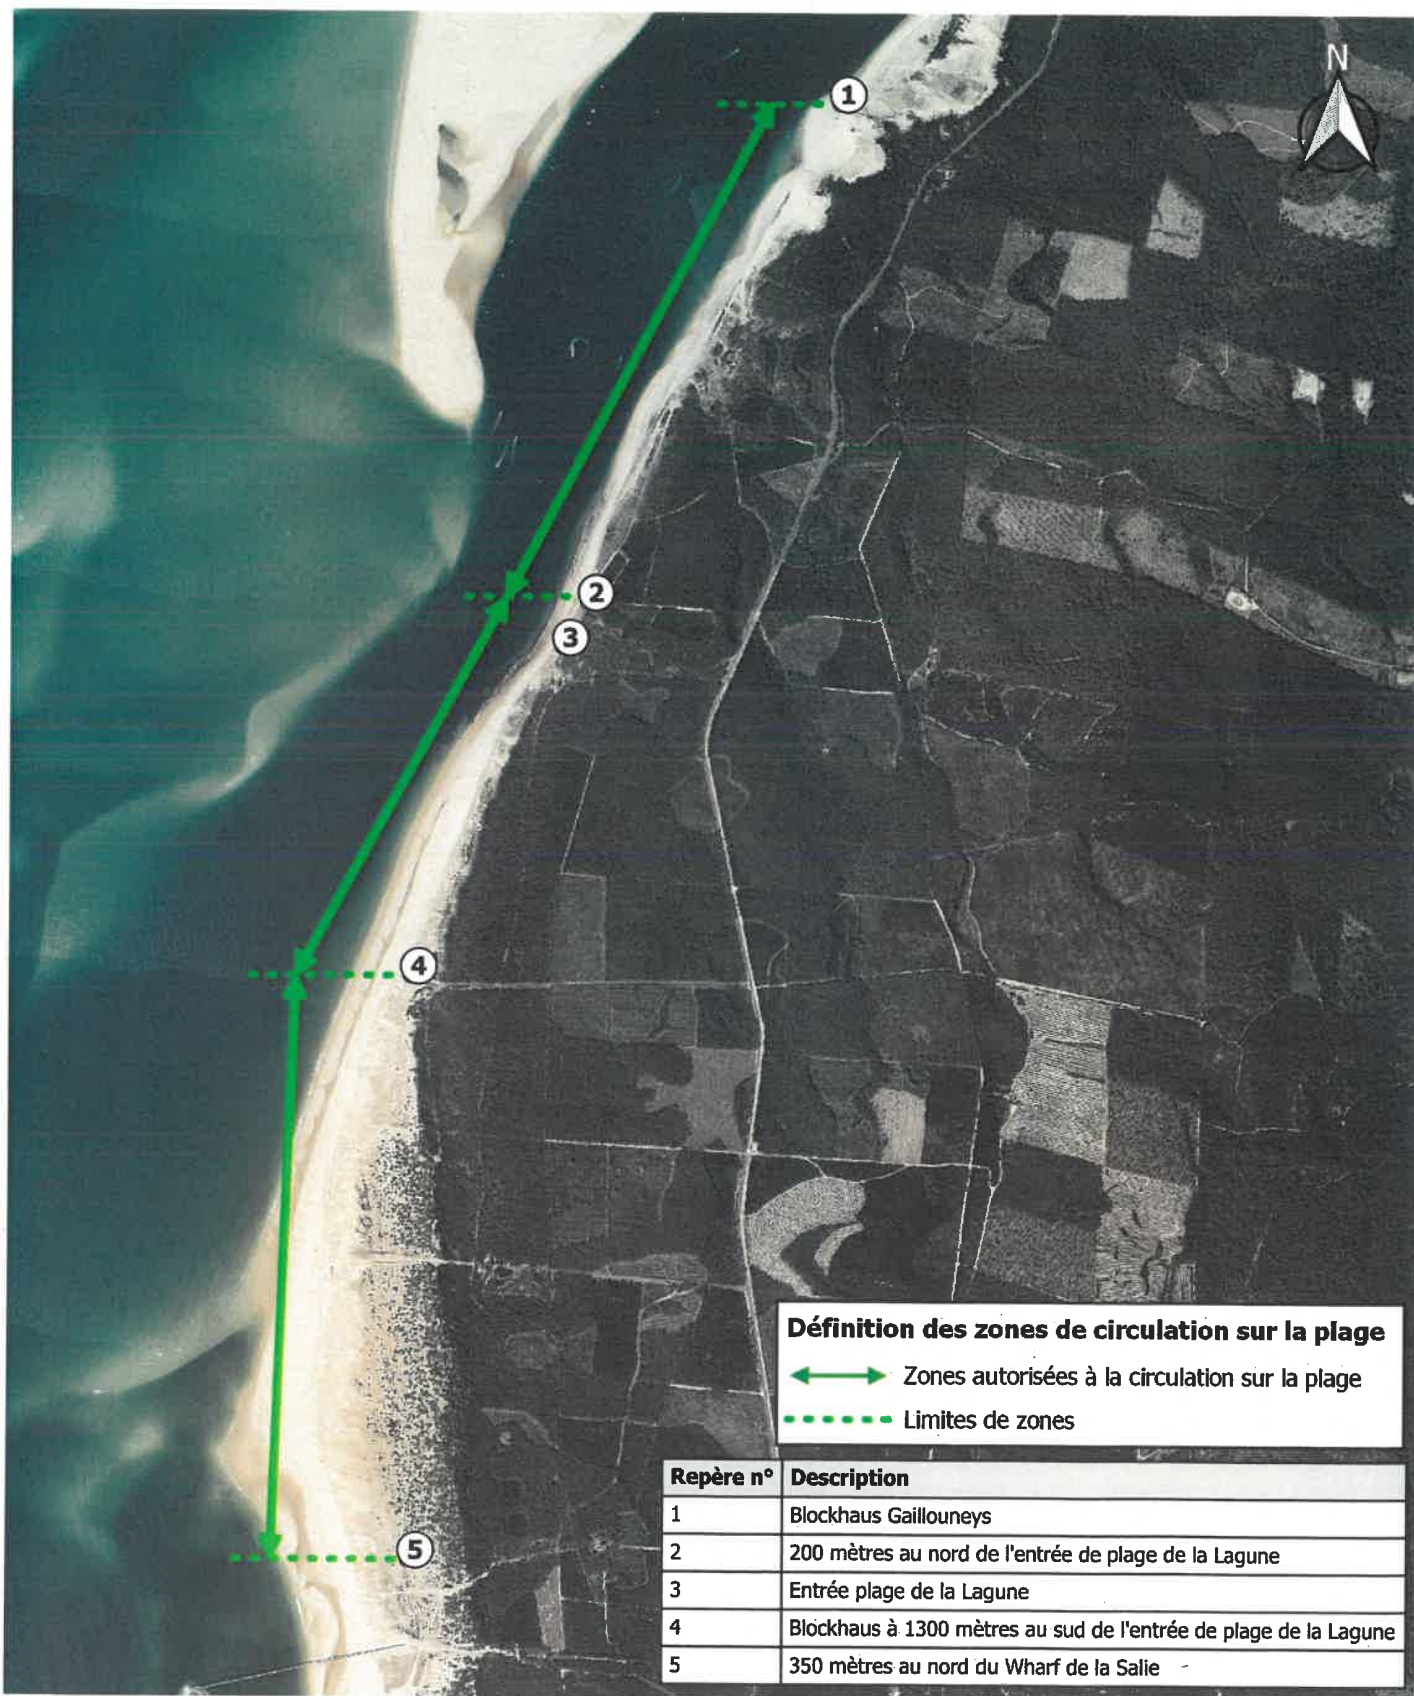 N
1
2
3
4
5
Définition des zones de circulation sur la plage
Zones autorisées à la circulation sur la plage
Limites de zones
Repère n° Description
1 Blockhaus Gaillouneys
2 200 mètres au nord de l'entrée de plage de la Lagune
3 Entrée plage de la Lagune
4 Blockhaus à 1300 mètres au sud de l'entrée de plage de la Lagune
5 350 mètres au nord du Wharf de la Salie